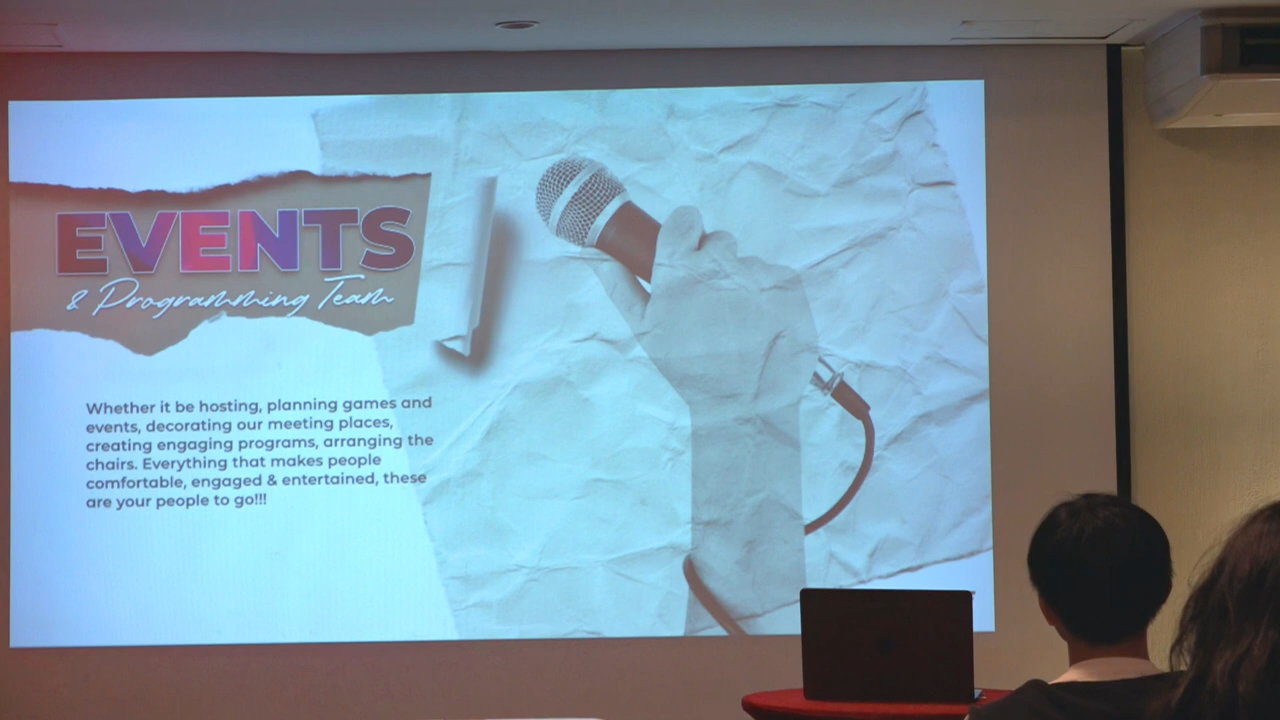 EVENTS
& Programming Team
Whether it be hosting, planning games and
events, decorating our meeting places,
creating engaging programs, arranging the
chairs. Everything that makes people
comfortable, engaged & entertained, these
are your people to go!!!